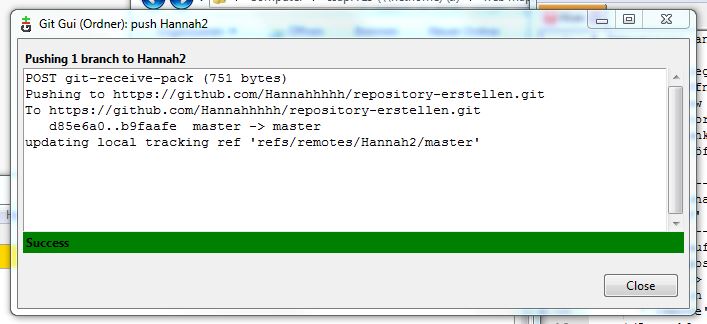 Git Gui (Ordner): push Hannah2
Pushing 1 branch to Hannah2
POST git-receive-pack (751 bytes)
Pushing to https://github.com/Hannahhhhh/repository-erstellen.git
To https://github.com/Hannahhhhh/repository-erstellen.git
d85e6a0..b9faafe master -> master
updating local tracking ref 'refs/remotes/Hannah2/master'
Success
Close